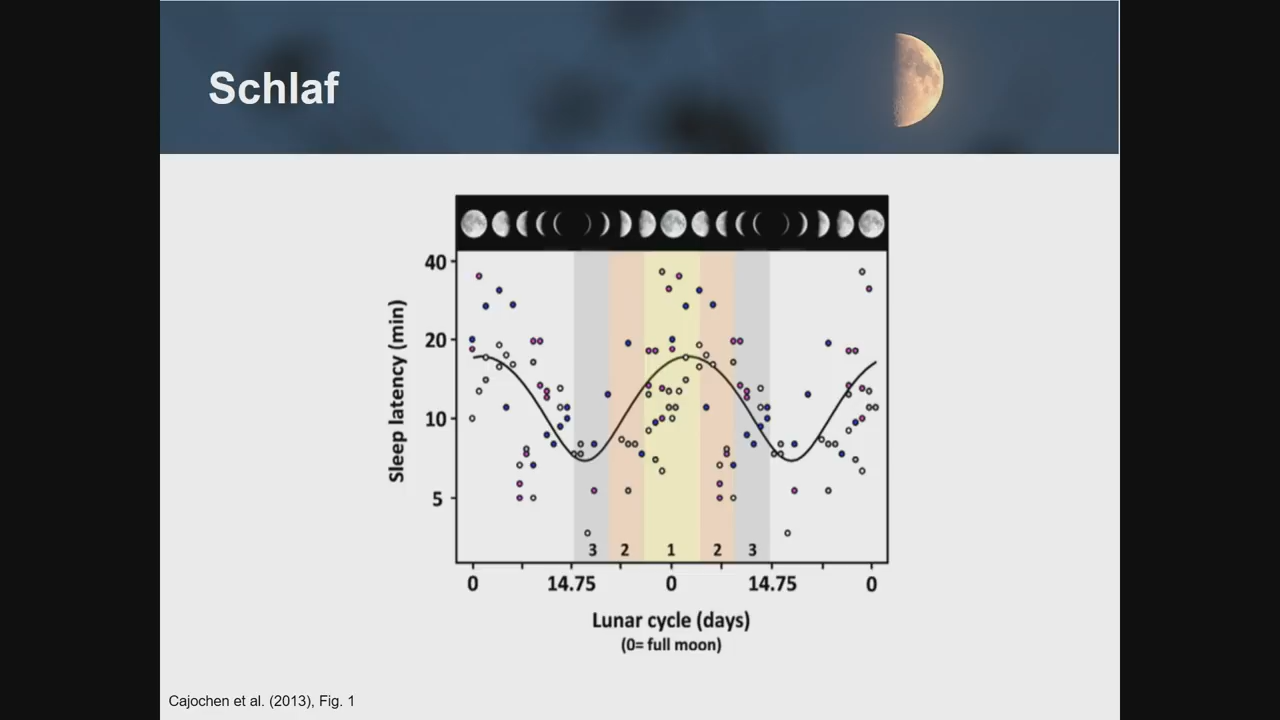 Schlaf
40
20
10
5
Sleep latency (min)
3 2 1 2 3
0 14.75 0 14.75 0
Lunar cycle (days)
(0= full moon)
Cajochen et al. (2013), Fig. 1